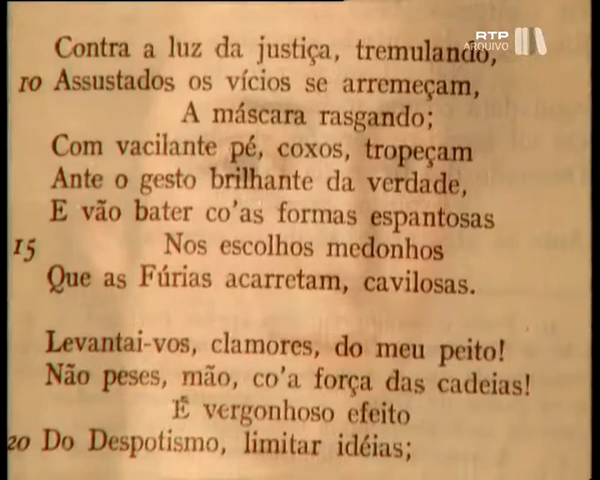 RTP
ARQUIVO
Contra a luz da justiça, tremulando,
10 Assustados os vícios se arremeçam,
A máscara rasgando;
Com vacilante pé, coxos, tropeçam
Ante o gesto brilhante da verdade,
E vão bater co'as formas espantosas
15 Nos escolhos medonhos
Que as Fúrias acarretam, cavilosas.
Levantai-vos, clamores, do meu peito!
Não peses, mão, co'a força das cadeias!
É vergonhoso efeito
20 Do Despotismo, limitar idéias;